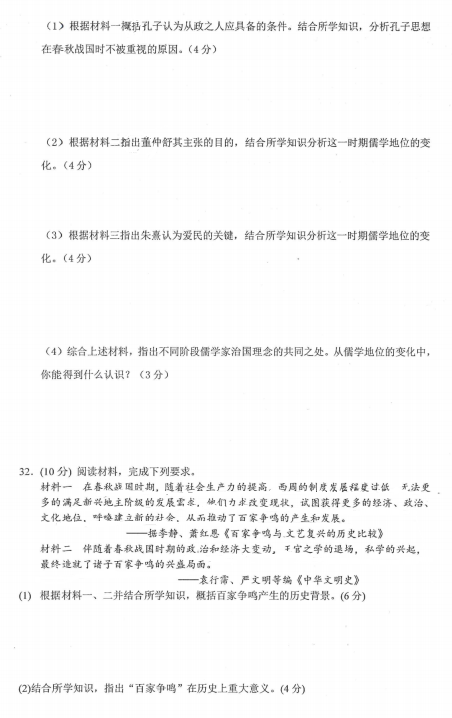 （1）根据材料一概括孔子认为从政之人应具备的条件。结合所学知识，分析孔子思想
在春秋战国时不被重视的原因。（4 分）
（2）根据材料二指出董仲舒其主张的目的，结合所学知识分析这一时期儒学地位的变
化。（4 分）
（3）根据材料三指出朱熹认为爱民的关键，结合所学知识分析这一时期儒学地位的变
化。（4 分）
（4）综合上述材料，指出不同阶段儒学家治国理念的共同之处。从儒学地位的变化中，
你能得到什么认识？（3 分）
32．(10 分) 阅读材料，完成下列要求。
材料一 在春秋战国时期，随着社会生产力的提高，西周的制度发展程度过低，无法更
多的满足新兴地主阶级的发展需求，他们力求改变现状，试图获得更多的经济、政治、
文化地位，呼唤建立新的社会，从而推动了百家争鸣的产生和发展。
——据李静、萧红恩《百家争鸣与文艺复兴的历史比较》
材料二 伴随着春秋战国时期的政治和经济大变动，王官之学的退场，私学的兴起，
最终造就了诸子百家争鸣的兴盛局面。
——袁行霈、严文明等编《中华文明史》
(1) 根据材料一、二并结合所学知识，概括百家争鸣产生的历史背景。(6 分)
(2)结合所学知识，指出“百家争鸣”在历史上重大意义。(4 分)